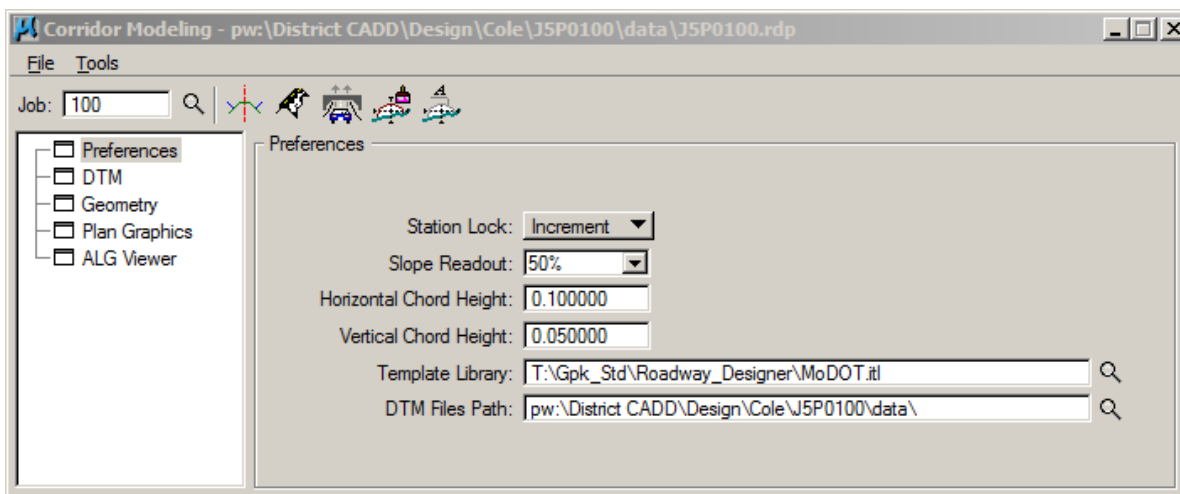 Corridor Modeling - pw:\District CADD\Design\Cole\J5P0100\data\J5P0100.rdp
File Tools
Job: 100
A
Preferences
DTM
Geometry
Plan Graphics
ALG Viewer
Preferences
Station Lock: Increment
Slope Readout: 50%
Horizontal Chord Height: 0.100000
Vertical Chord Height: 0.050000
Template Library: T:\Gpk_Std\Roadway_Designer\MoDOT.itl
DTM Files Path: pw:\District CADD\Design\Cole\J5P0100\data\